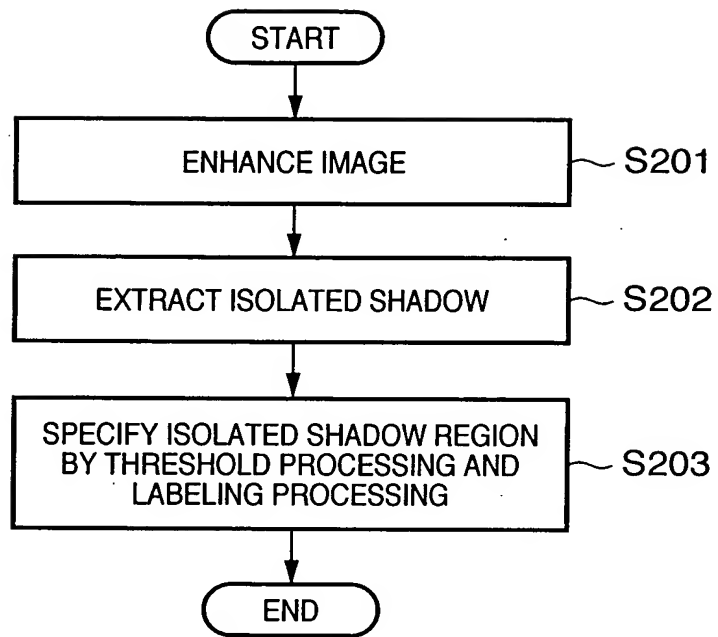 START
ENHANCE IMAGE
S201
EXTRACT ISOLATED SHADOW
S202
SPECIFY ISOLATED SHADOW REGION
BY THRESHOLD PROCESSING AND
LABELING PROCESSING
S203
END